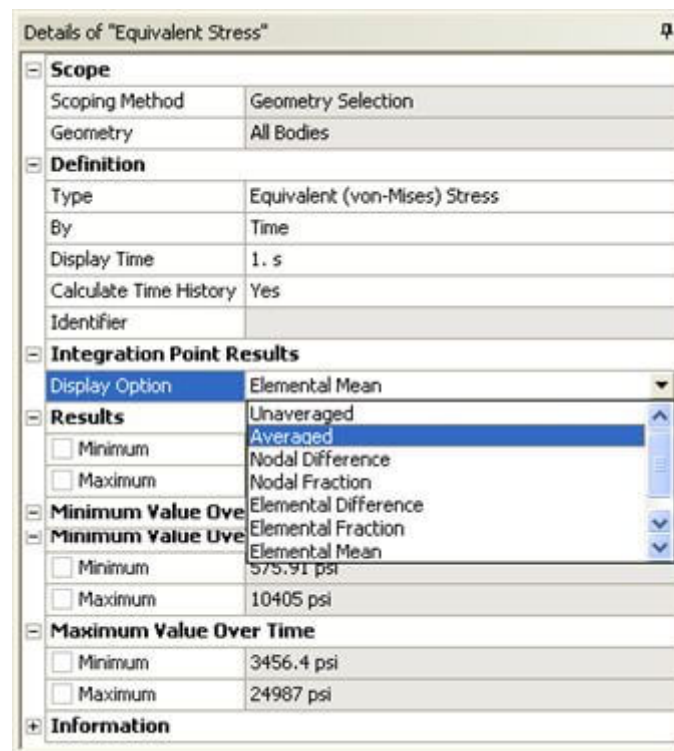 Details of "Equivalent Stress"
Scope
Scoping Method Geometry Selection
Geometry All Bodies
Definition
Type Equivalent (von-Mises) Stress
By Time
Display Time 1. s
Calculate Time History Yes
Identifier
Integration Point Results
Display Option Elemental Mean
Unaveraged
Results
Averaged
Minimum
Nodal Difference
Nodal Fraction
Maximum
Elemental Difference
Minimum Value Ove
Elemental Fraction
Minimum Value Ove
Elemental Mean
Minimum 575.91 psi
Maximum 10405 psi
Maximum Value Over Time
Minimum 3456.4 psi
Maximum 24987 psi
Information